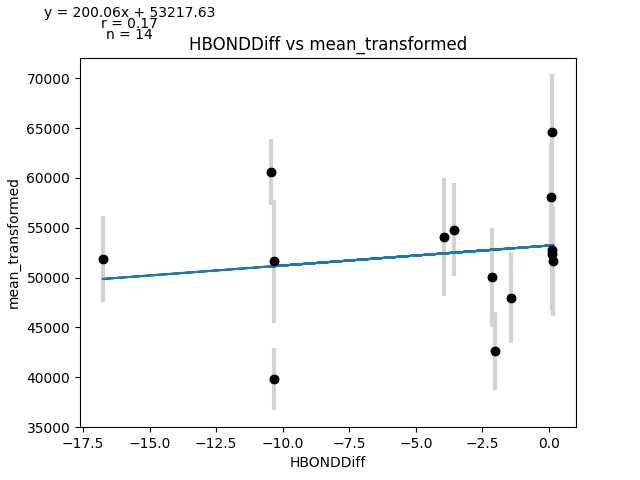 y = 200.06x + 53217.63
r = 0.17
n = 14
HBONDDiff vs mean_transformed
70000
65000
60000
55000
50000
45000
40000
35000
mean_transformed
−17.5 −15.0 −12.5 −10.0 −7.5 −5.0 −2.5 0.0
HBONDDiff